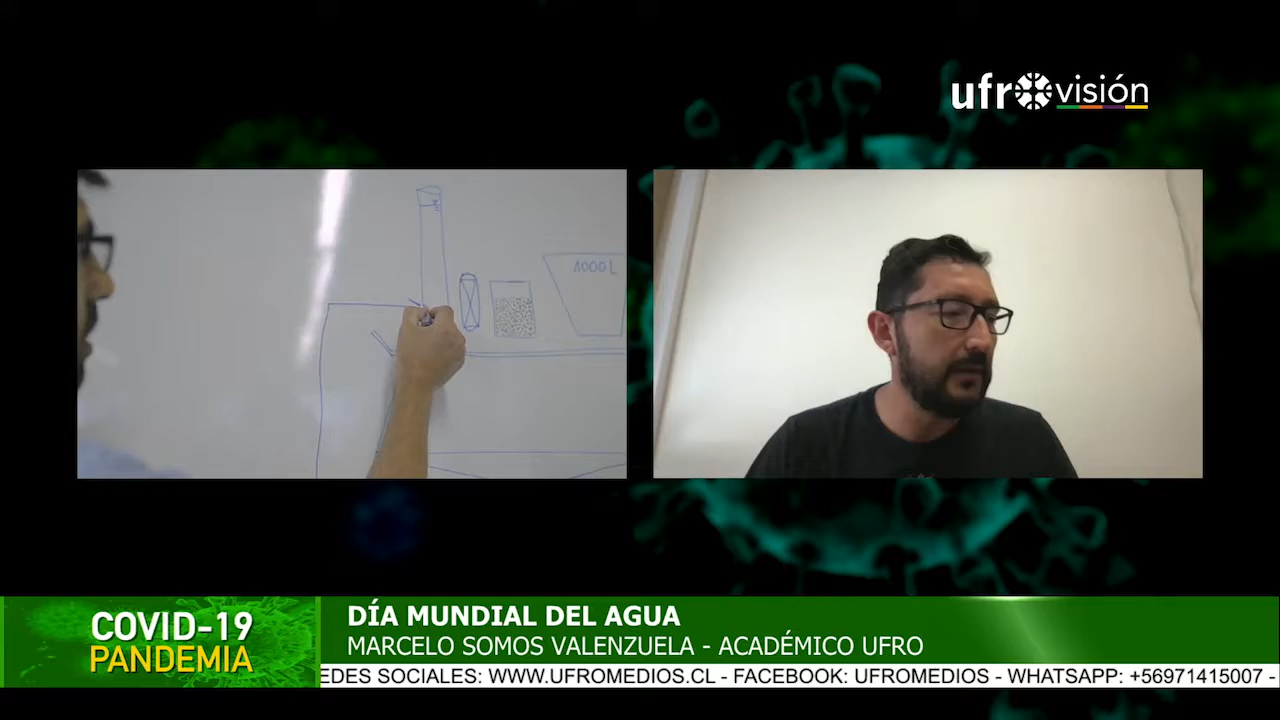 ufrovisión
COVID-19
PANDEMIA
DÍA MUNDIAL DEL AGUA
MARCELO SOMOS VALENZUELA - ACADÉMICO UFRO
EDES SOCIALES: WWW.UFROMEDIOS.CL - FACEBOOK: UFROMEDIOS - WHATSAPP: +56971415007 -